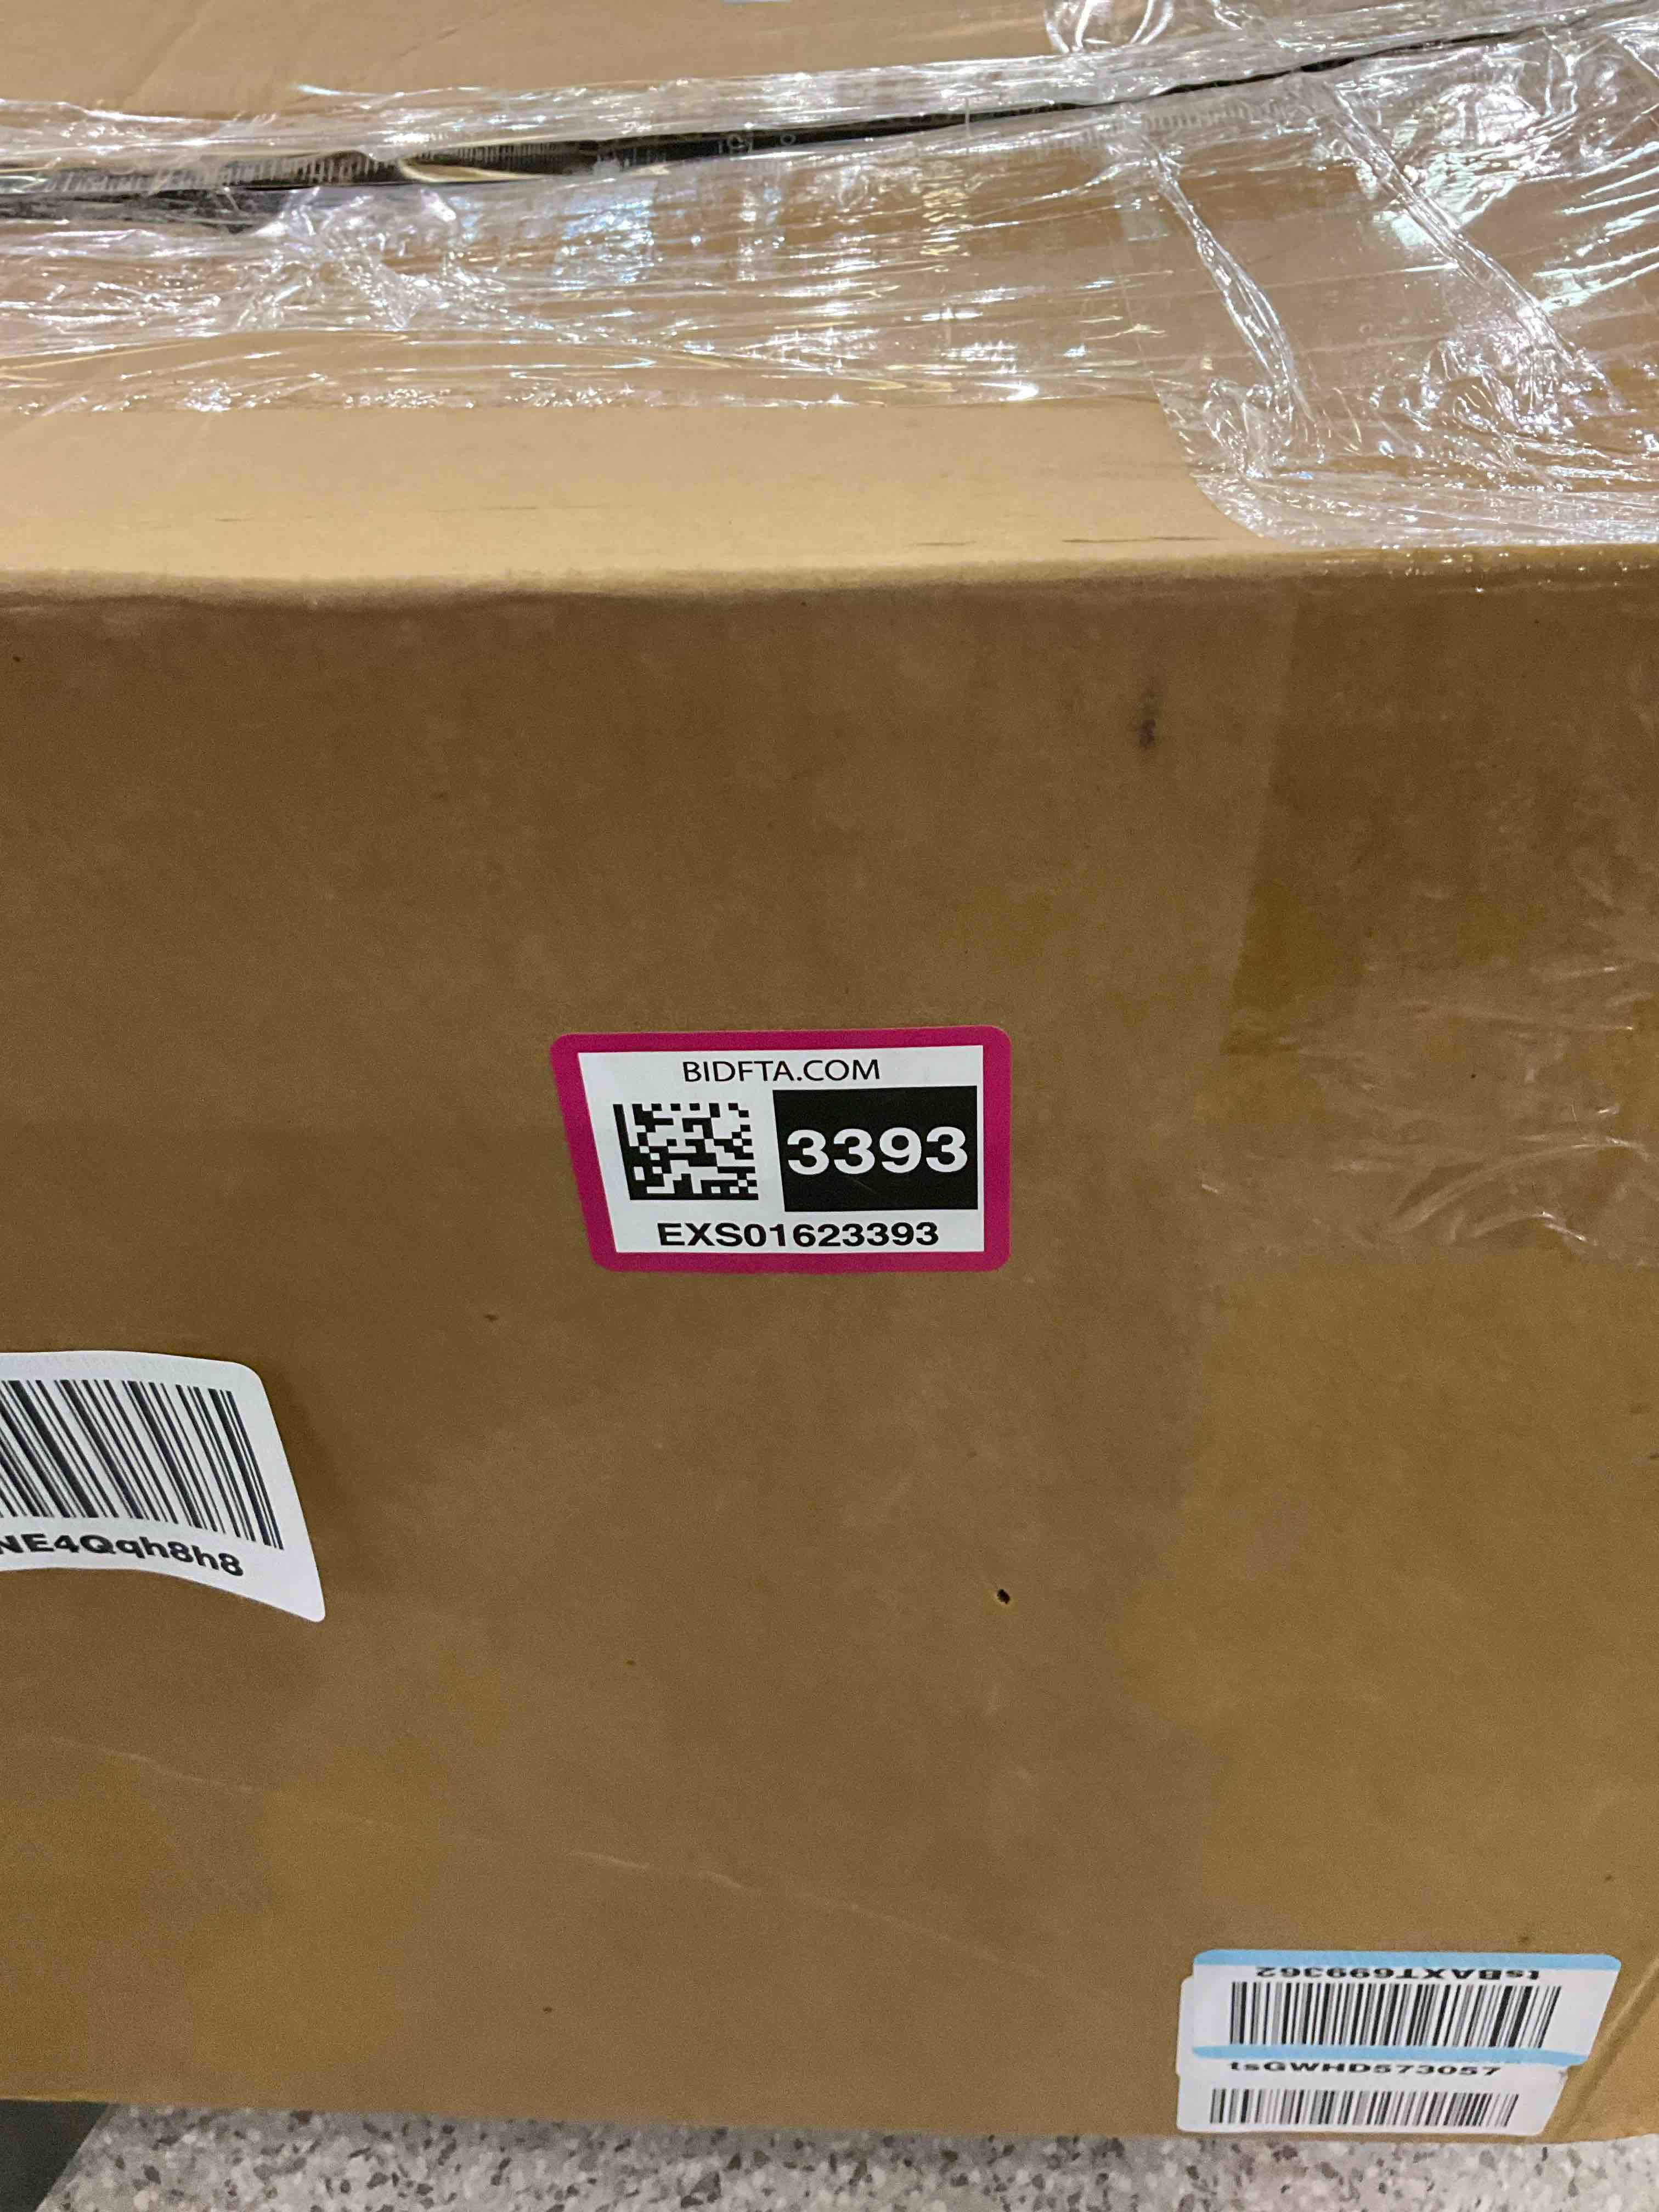 BIDFTA.COM
3393
EXS01623393
NE4Qqh8h8
tsBAXT699362
tsGWHD573057